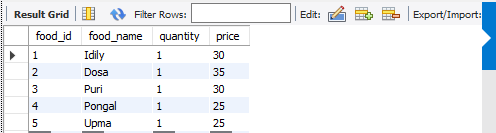 Result Grid Filter Rows: Edit: Export/Import:
food_id food_name quantity price
1 Idily 1 30
2 Dosa 1 35
3 Puri 1 30
4 Pongal 1 25
5 Upma 1 25